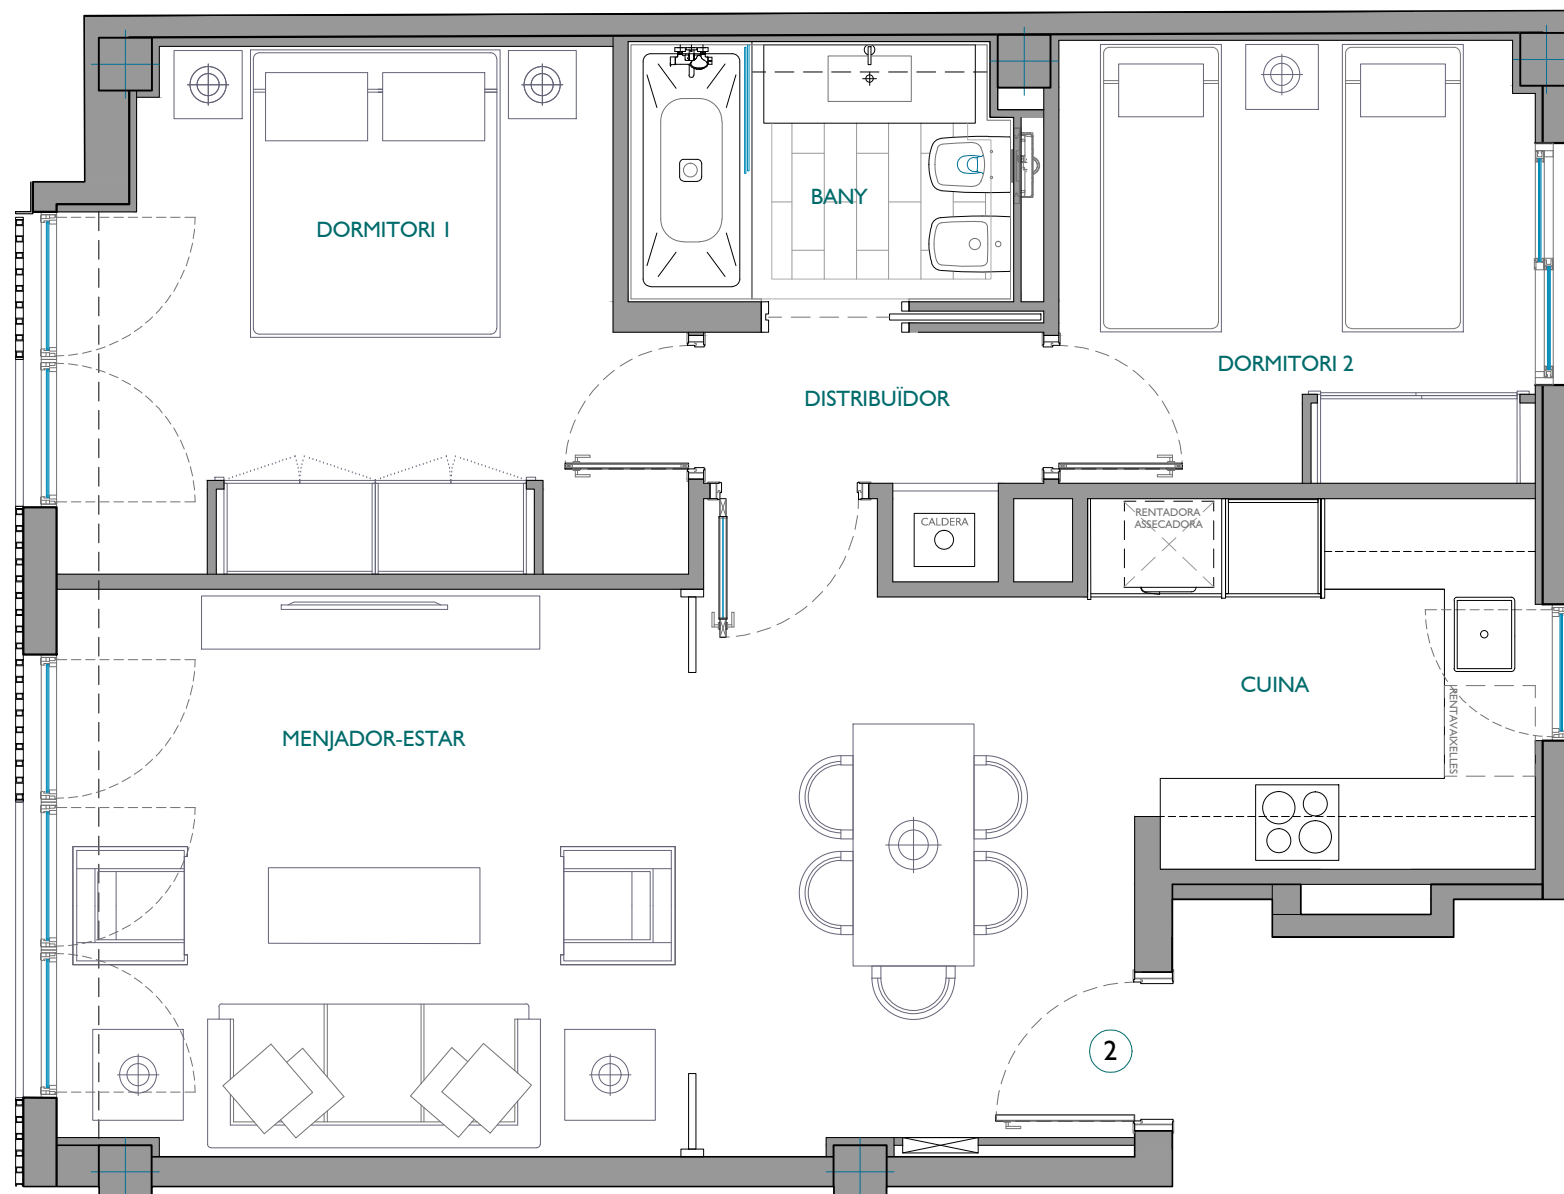 BANY
DORMITORI 1
DORMITORI 2
DISTRIBUÏDOR
CALDERA
RENTADORA
ASSECADORA
CUINA
RENTAVAIXELLES
MENJADOR-ESTAR
2